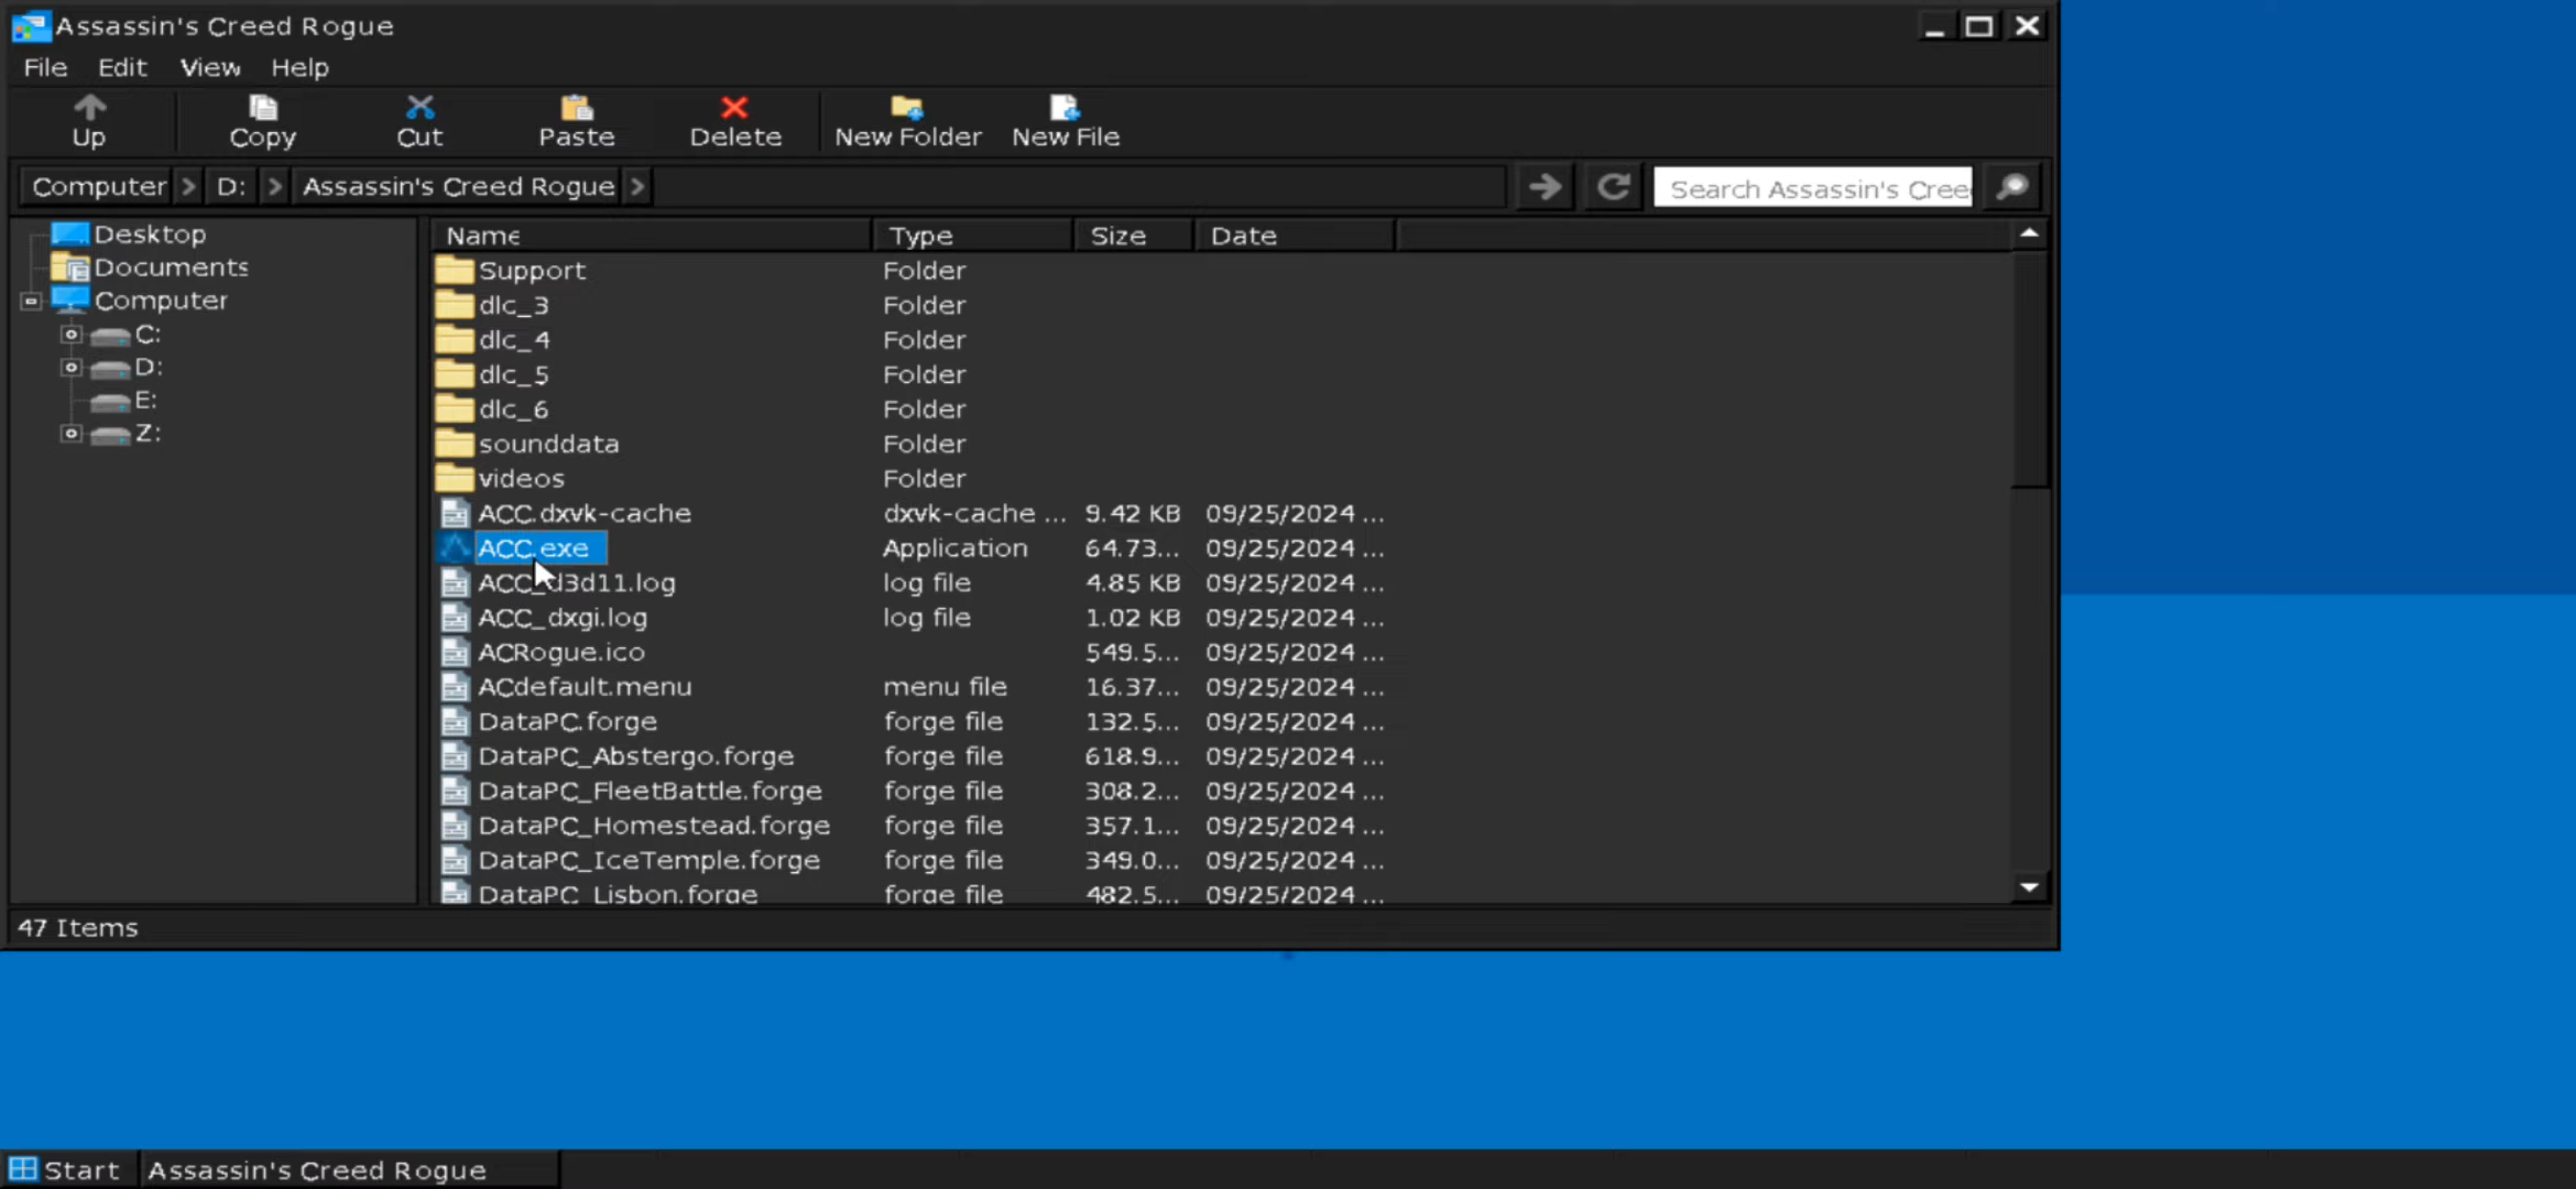 Assassin's Creed Rogue
File Edit View Help
Up Copy Cut Paste Delete New Folder New File
Computer > D: > Assassin's Creed Rogue > Search Assassin's Cree
Desktop
Documents
Computer
C:
D:
E:
Z:
Name Type Size Date
Support Folder
dlc_3 Folder
dlc_4 Folder
dlc_5 Folder
dlc_6 Folder
sounddata Folder
videos Folder
ACC.dxvk-cache dxvk-cache ... 9.42 KB 09/25/2024 ...
ACC.exe Application 64.73... 09/25/2024 ...
ACC_d3d11.log log file 4.85 KB 09/25/2024 ...
ACC_dxgi.log log file 1.02 KB 09/25/2024 ...
ACRogue.ico 549.5... 09/25/2024 ...
ACdefault.menu menu file 16.37... 09/25/2024 ...
DataPC.forge forge file 132.5... 09/25/2024 ...
DataPC_Abstergo.forge forge file 618.9... 09/25/2024 ...
DataPC_FleetBattle.forge forge file 308.2... 09/25/2024 ...
DataPC_Homestead.forge forge file 357.1... 09/25/2024 ...
DataPC_IceTemple.forge forge file 349.0... 09/25/2024 ...
DataPC_Lisbon.forge forge file 482.5... 09/25/2024 ...
47 Items
Start Assassin's Creed Rogue